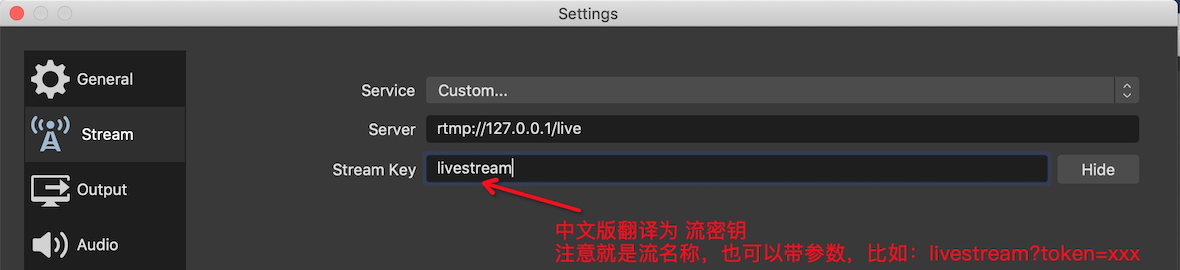 Settings
General
Stream
Output
Audio
Service Custom...
Server rtmp://127.0.0.1/live
Stream Key livestream Hide
中文版翻译为 流密钥
注意就是流名称，也可以带参数，比如：livestream?token=xxx